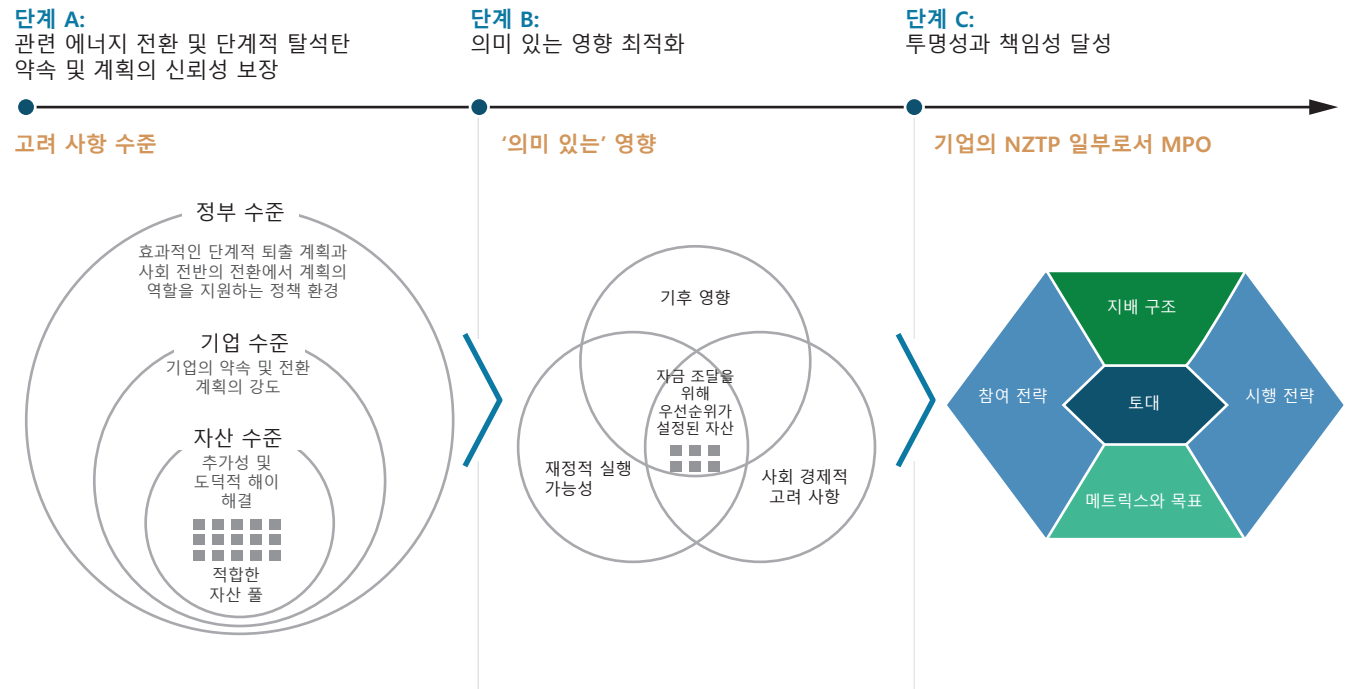 단계 A:
관련 에너지 전환 및 단계적 탈석탄
약속 및 계획의 신뢰성 보장
고려 사항 수준
정부 수준
효과적인 단계적 퇴출 계획과
사회 전반의 전환에서 계획의
역할을 지원하는 정책 환경
기업 수준
기업의 약속 및 전환
계획의 강도
자산 수준
추가성 및
도덕적 해이
해결
적합한
자산 풀
단계 B:
의미 있는 영향 최적화
‘의미 있는’ 영향
기후 영향
자금 조달을
위해
우선순위가
설정된 자산
재정적 실행
가능성
사회 경제적
고려 사항
단계 C:
투명성과 책임성 달성
기업의 NZTP 일부로서 MPO
지배 구조
참여 전략
토대
시행 전략
메트릭스와 목표